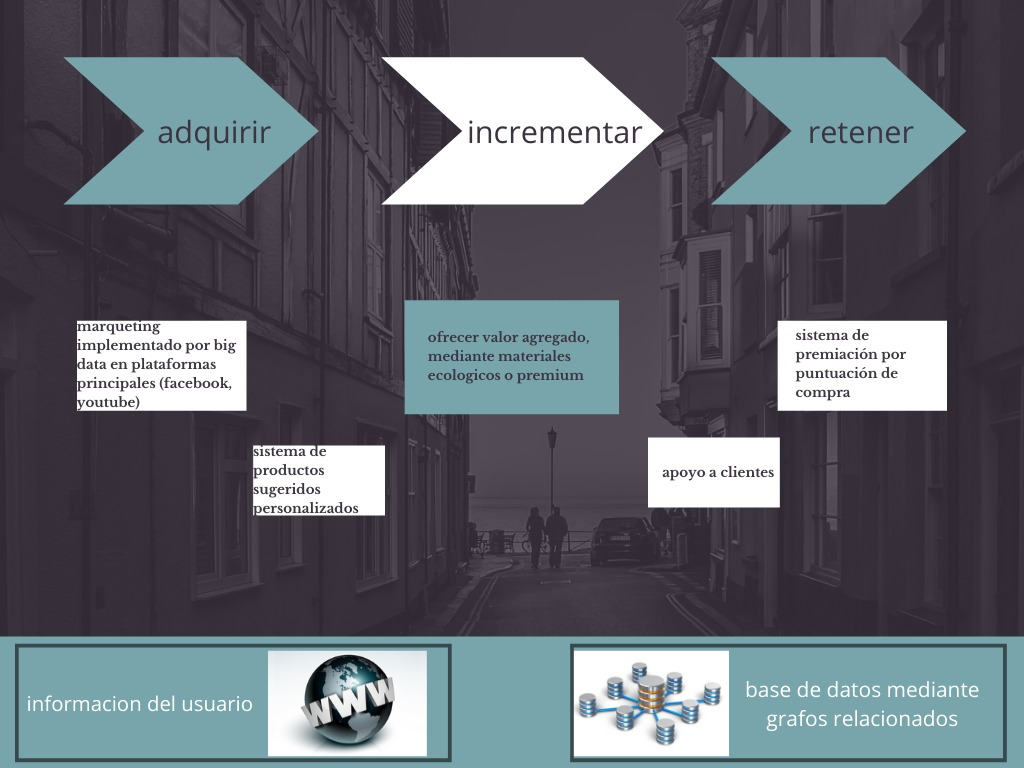 adquirir
incrementar
retener
marqueting
implementado por big
data en plataformas
principales (facebook,
youtube)
ofrecer valor agregado,
mediante materiales
ecologicos o premium
sistema de
premiación por
puntuación de
compra
sistema de
productos
sugeridos
personalizados
apoyo a clientes
informacion del usuario
WWW
base de datos mediante
grafos relacionados